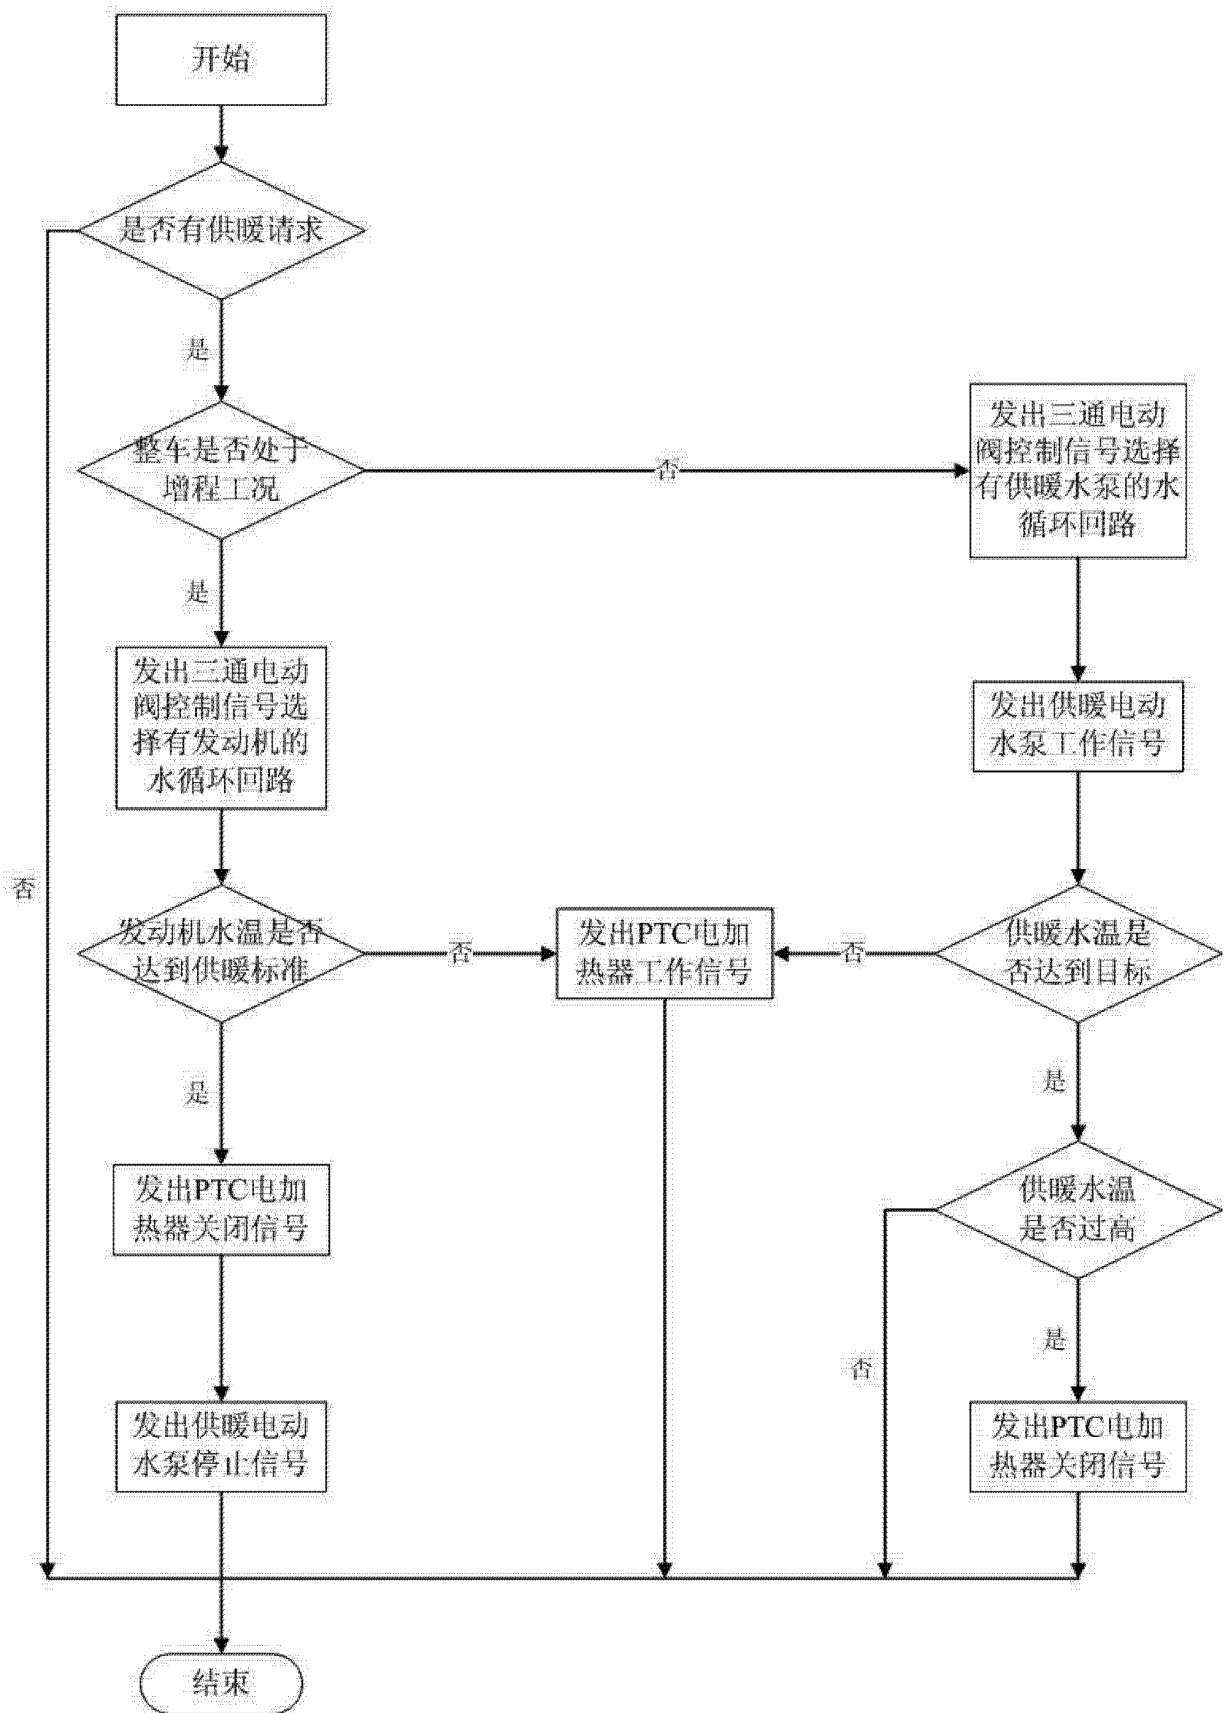 开始
是否有供暖请求
是
整车是否处于
增程工况
否
发出三通电动
阀控制信号选择
有供暖水泵的水
循环回路
是
发出三通电动
阀控制信号选
择有发动机的
水循环回路
发出供暖电动
水泵工作信号
否
发动机水温是否
达到供暖标准
否
发出PTC电加
热器工作信号
否
供暖水温是
否达到目标
是
是
发出PTC电加
热器关闭信号
供暖水温
是否过高
否
是
发出供暖电动
水泵停止信号
发出PTC电加
热器关闭信号
结束